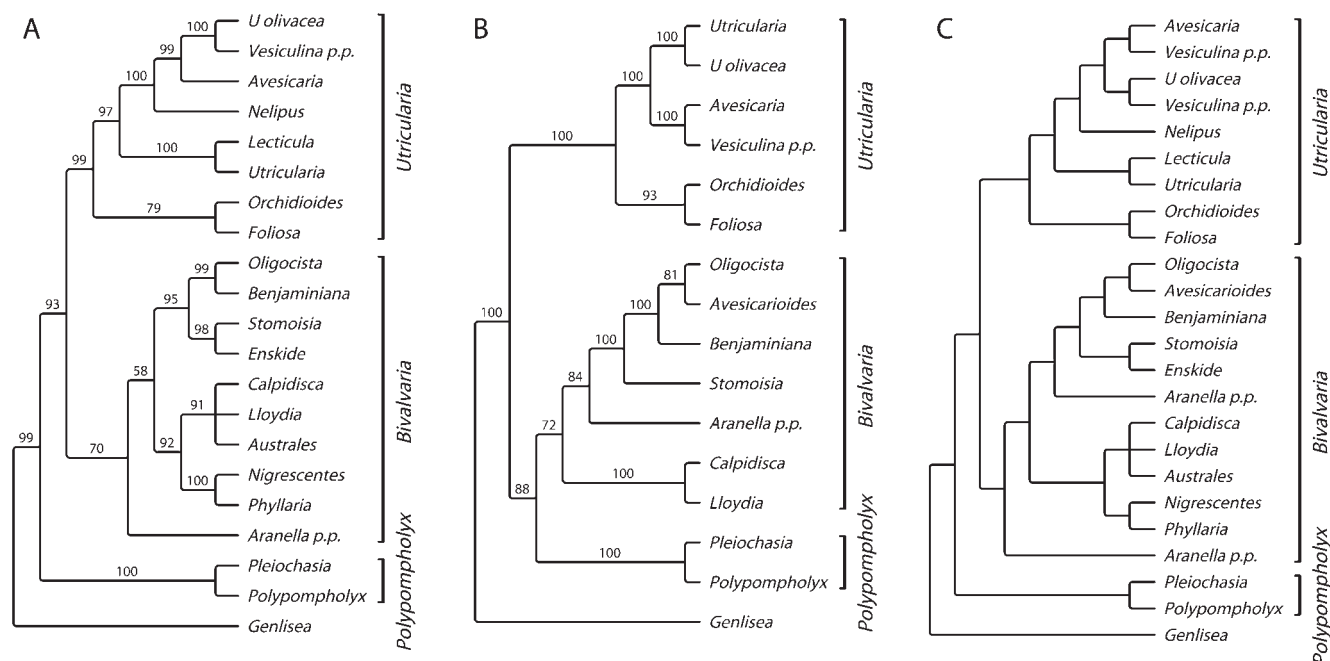 A
100
U olivacea
99
Vesiculina p.p.
100
Avesicaria
97
Nelipus
99
100
Lecticula
Utricularia
79
Orchidioides
Foliosa
Utricularia
93
99
Oligocista
95
Benjaminiana
98
Stomoisia
Enskide
58
91
Calpidisca
Lloydia
92
Australes
100
Nigrescentes
Phyllaria
70
Aranella p.p.
Bivalvaria
99
100
Pleiochasia
Polypompholyx
Polypompholyx
Genlisea
B
100
Utricularia
U olivacea
100
100
Avesicaria
Vesiculina p.p.
100
93
Orchidioides
Foliosa
Utricularia
100
81
Oligocista
100
Avesicarioides
100
Benjaminiana
84
Stomoisia
72
Aranella p.p.
100
Calpidisca
Lloydia
Bivalvaria
88
100
Pleiochasia
Polypompholyx
Polypompholyx
Genlisea
C
Avesicaria
Vesiculina p.p.
U olivacea
Vesiculina p.p.
Nelipus
Lecticula
Utricularia
Orchidioides
Foliosa
Utricularia
Oligocista
Avesicarioides
Benjaminiana
Stomoisia
Enskide
Aranella p.p.
Calpidisca
Lloydia
Australes
Nigrescentes
Phyllaria
Aranella p.p.
Bivalvaria
Pleiochasia
Polypompholyx
Polypompholyx
Genlisea